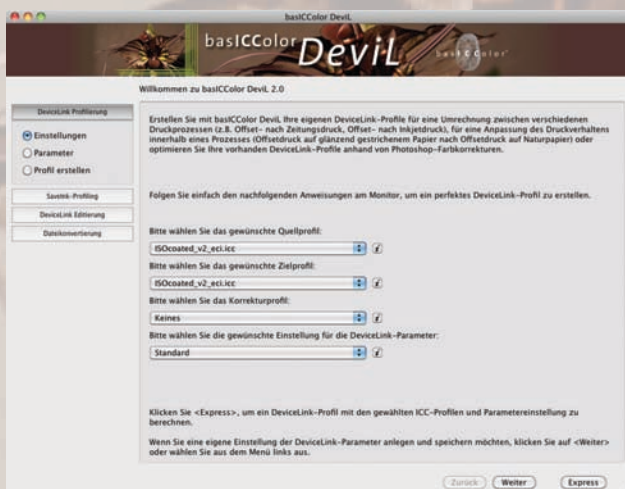 basICColor DeviL
basICColor DeviL
basICColor
Willkommen zu basICColor DeviL 2.0
DeviceLink Profilierung
Einstellungen
Parameter
Profil erstellen
SaveInk-Profiling
DeviceLink Editierung
Dateikonvertierung
Erstellen Sie mit basICColor DeviL Ihre eigenen DeviceLink-Profile für eine Umrechnung zwischen verschiedenen
Druckprozessen (z.B. Offset- nach Zeitungsdruck, Offset- nach Inkjetdruck), für eine Anpassung des Druckverhaltens
innerhalb eines Prozesses (Offsetdruck auf glänzend gestrichenem Papier nach Offsetdruck auf Naturpapier) oder
optimieren Sie Ihre vorhanden DeviceLink-Profile anhand von Photoshop-Farbkorrekturen.
Folgen Sie einfach den nachfolgenden Anweisungen am Monitor, um ein perfektes DeviceLink-Profil zu erstellen.
Bitte wählen Sie das gewünschte Quellprofil:
ISOcoated_v2_eci.icc
Bitte wählen Sie das gewünschte Zielprofil:
ISOcoated_v2_eci.icc
Bitte wählen Sie das Korrekturprofil:
Keines
Bitte wählen Sie die gewünschte Einstellung für die DeviceLink-Parameter:
Standard
Klicken Sie <Express>, um ein DeviceLink-Profil mit den gewählten ICC-Profilen und Parametereinstellung zu
berechnen.
Wenn Sie eine eigene Einstellung der DeviceLink-Parameter anlegen und speichern möchten, klicken Sie auf <Weiter>
oder wählen Sie aus dem Menü links aus.
Zurück Weiter Express